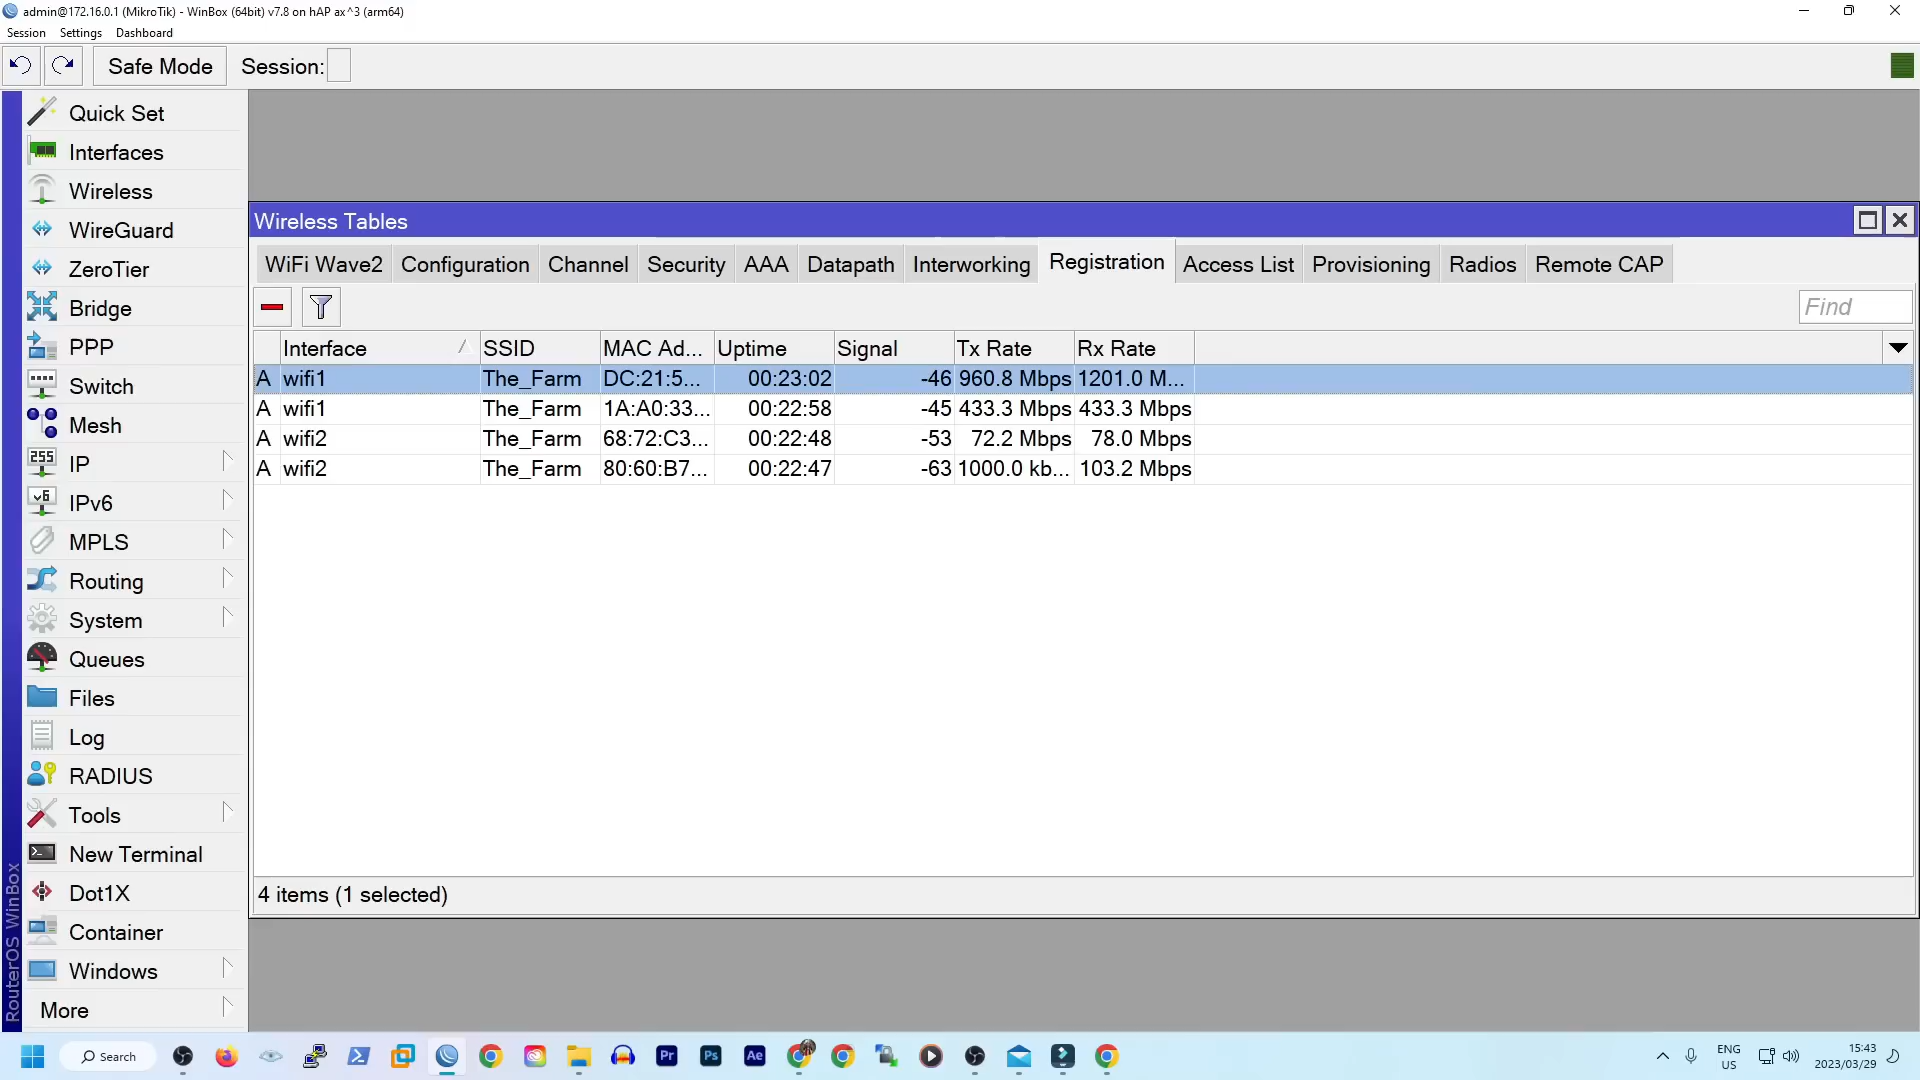 admin@172.16.0.1 (MikroTik) - WinBox (64bit) v7.8 on hAP ax^3 (arm64)
Session Settings Dashboard
Safe Mode Session:
Quick Set
Interfaces
Wireless
WireGuard
ZeroTier
Bridge
PPP
Switch
Mesh
255 IP
v6 IPv6
MPLS
Routing
System
Queues
Files
Log
RADIUS
Tools
New Terminal
Dot1X
Container
Windows
More
RouterOS WinBox
Wireless Tables
WiFi Wave2 Configuration Channel Security AAA Datapath Interworking Registration Access List Provisioning Radios Remote CAP
Find
Interface SSID MAC Ad... Uptime Signal Tx Rate Rx Rate
A wifi1 The_Farm DC:21:5... 00:23:02 -46 960.8 Mbps 1201.0 M...
A wifi1 The_Farm 1A:A0:33... 00:22:58 -45 433.3 Mbps 433.3 Mbps
A wifi2 The_Farm 68:72:C3... 00:22:48 -53 72.2 Mbps 78.0 Mbps
A wifi2 The_Farm 80:60:B7... 00:22:47 -63 1000.0 kb... 103.2 Mbps
4 items (1 selected)
Search Pr Ps Ae ENG 15:43
US 2023/03/29